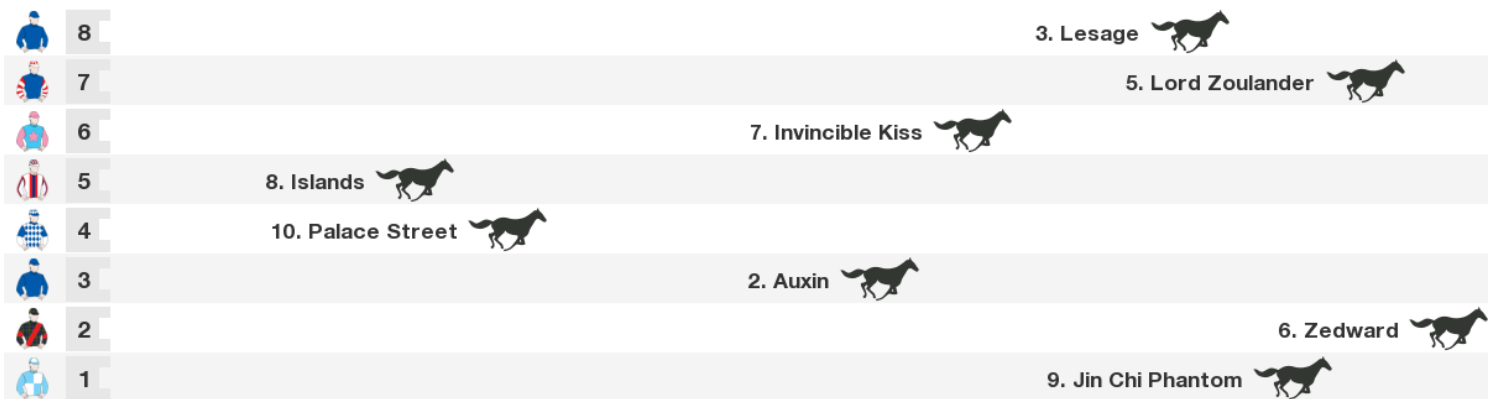 8 3. Lesage
7 5. Lord Zoulander
6 7. Invincible Kiss
5 8. Islands
4 10. Palace Street
3 2. Auxin
2 6. Zedward
1 9. Jin Chi Phantom